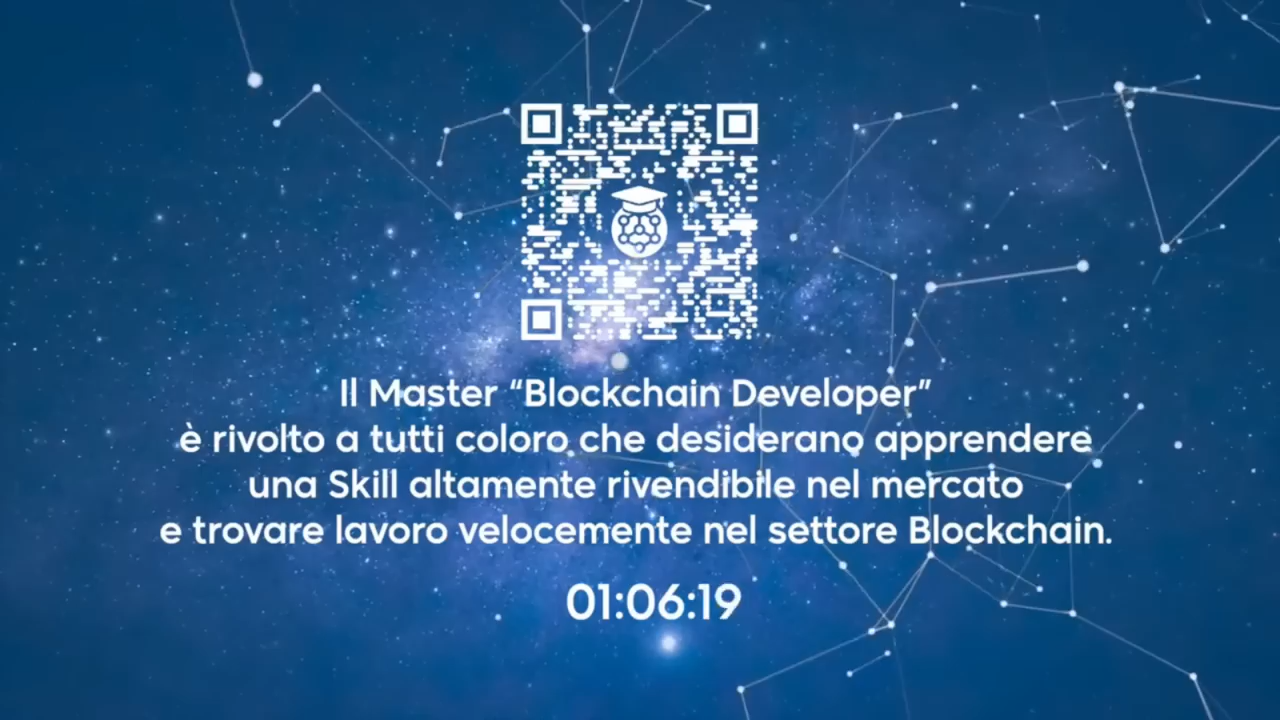 Il Master “Blockchain Developer”
è rivolto a tutti coloro che desiderano apprendere
una Skill altamente rivendibile nel mercato
e trovare lavoro velocemente nel settore Blockchain.
01:06:19